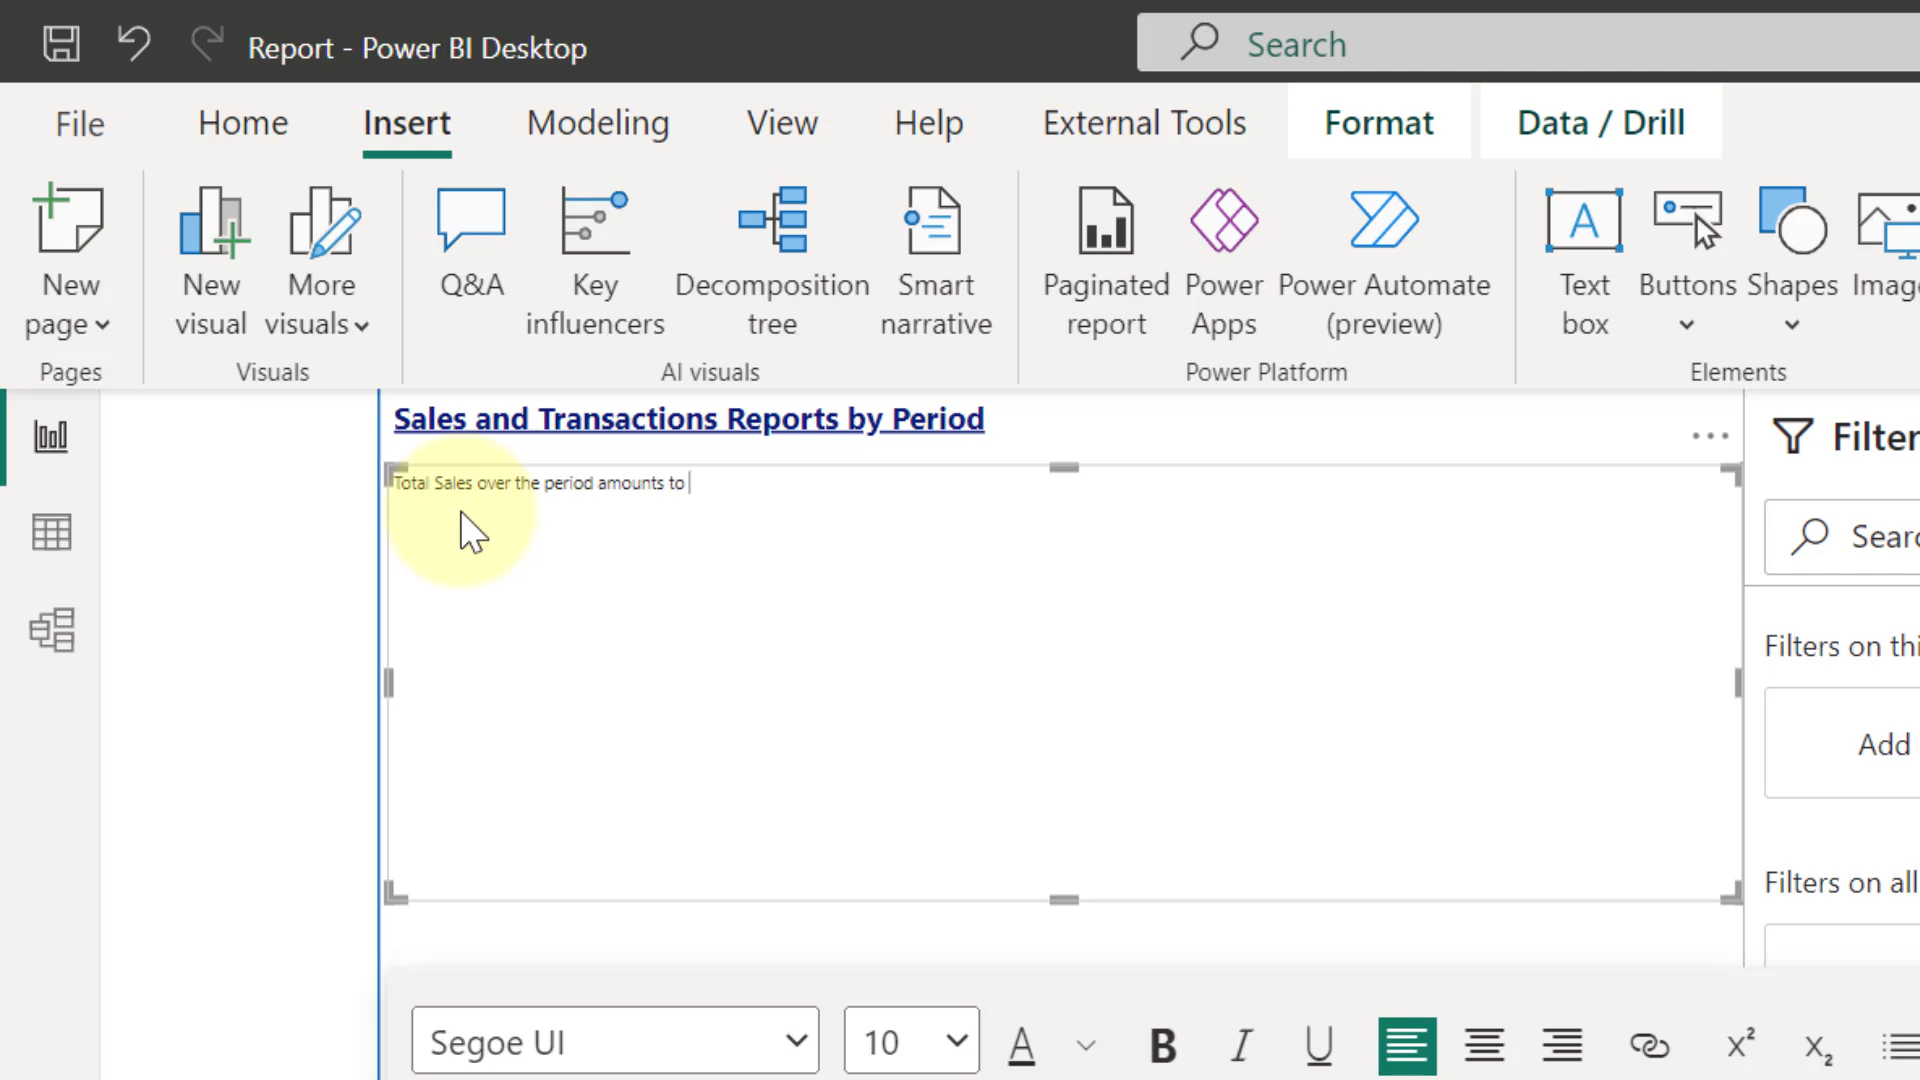 Report - Power BI Desktop
Search
File Home Insert Modeling View Help External Tools Format Data / Drill
New page
New visual
More visuals
Q&A
Key influencers
Decomposition tree
Smart narrative
Paginated report
Power Apps
Power Automate (preview)
Text box
Buttons
Shapes
Imag
Pages Visuals AI visuals Power Platform Elements
Sales and Transactions Reports by Period
Total Sales over the period amounts to
Filter
Searc
Filters on thi
Add
Filters on all
Segoe UI 10 A B I U x² x₂